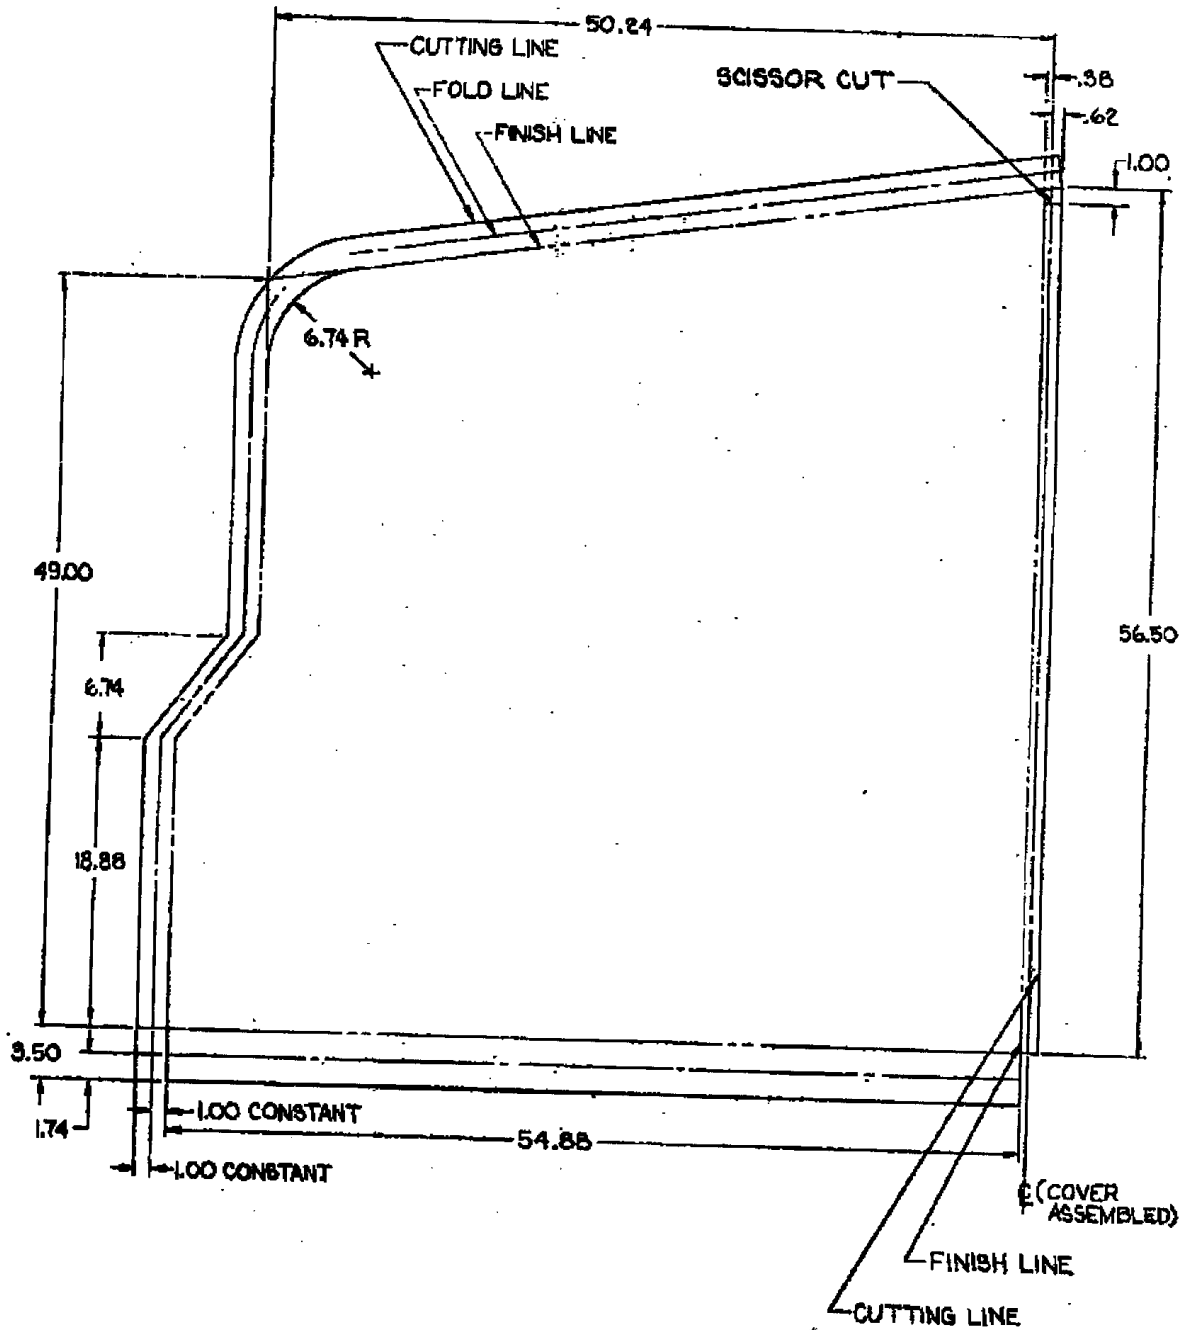 50.24
CUTTING LINE
FOLD LINE
FINISH LINE
SCISSOR CUT
.38
.62
1.00
6.74 R
49.00
56.50
6.74
18.88
3.50
1.74
1.00 CONSTANT
54.88
1.00 CONSTANT
℄ (COVER
ASSEMBLED)
FINISH LINE
CUTTING LINE